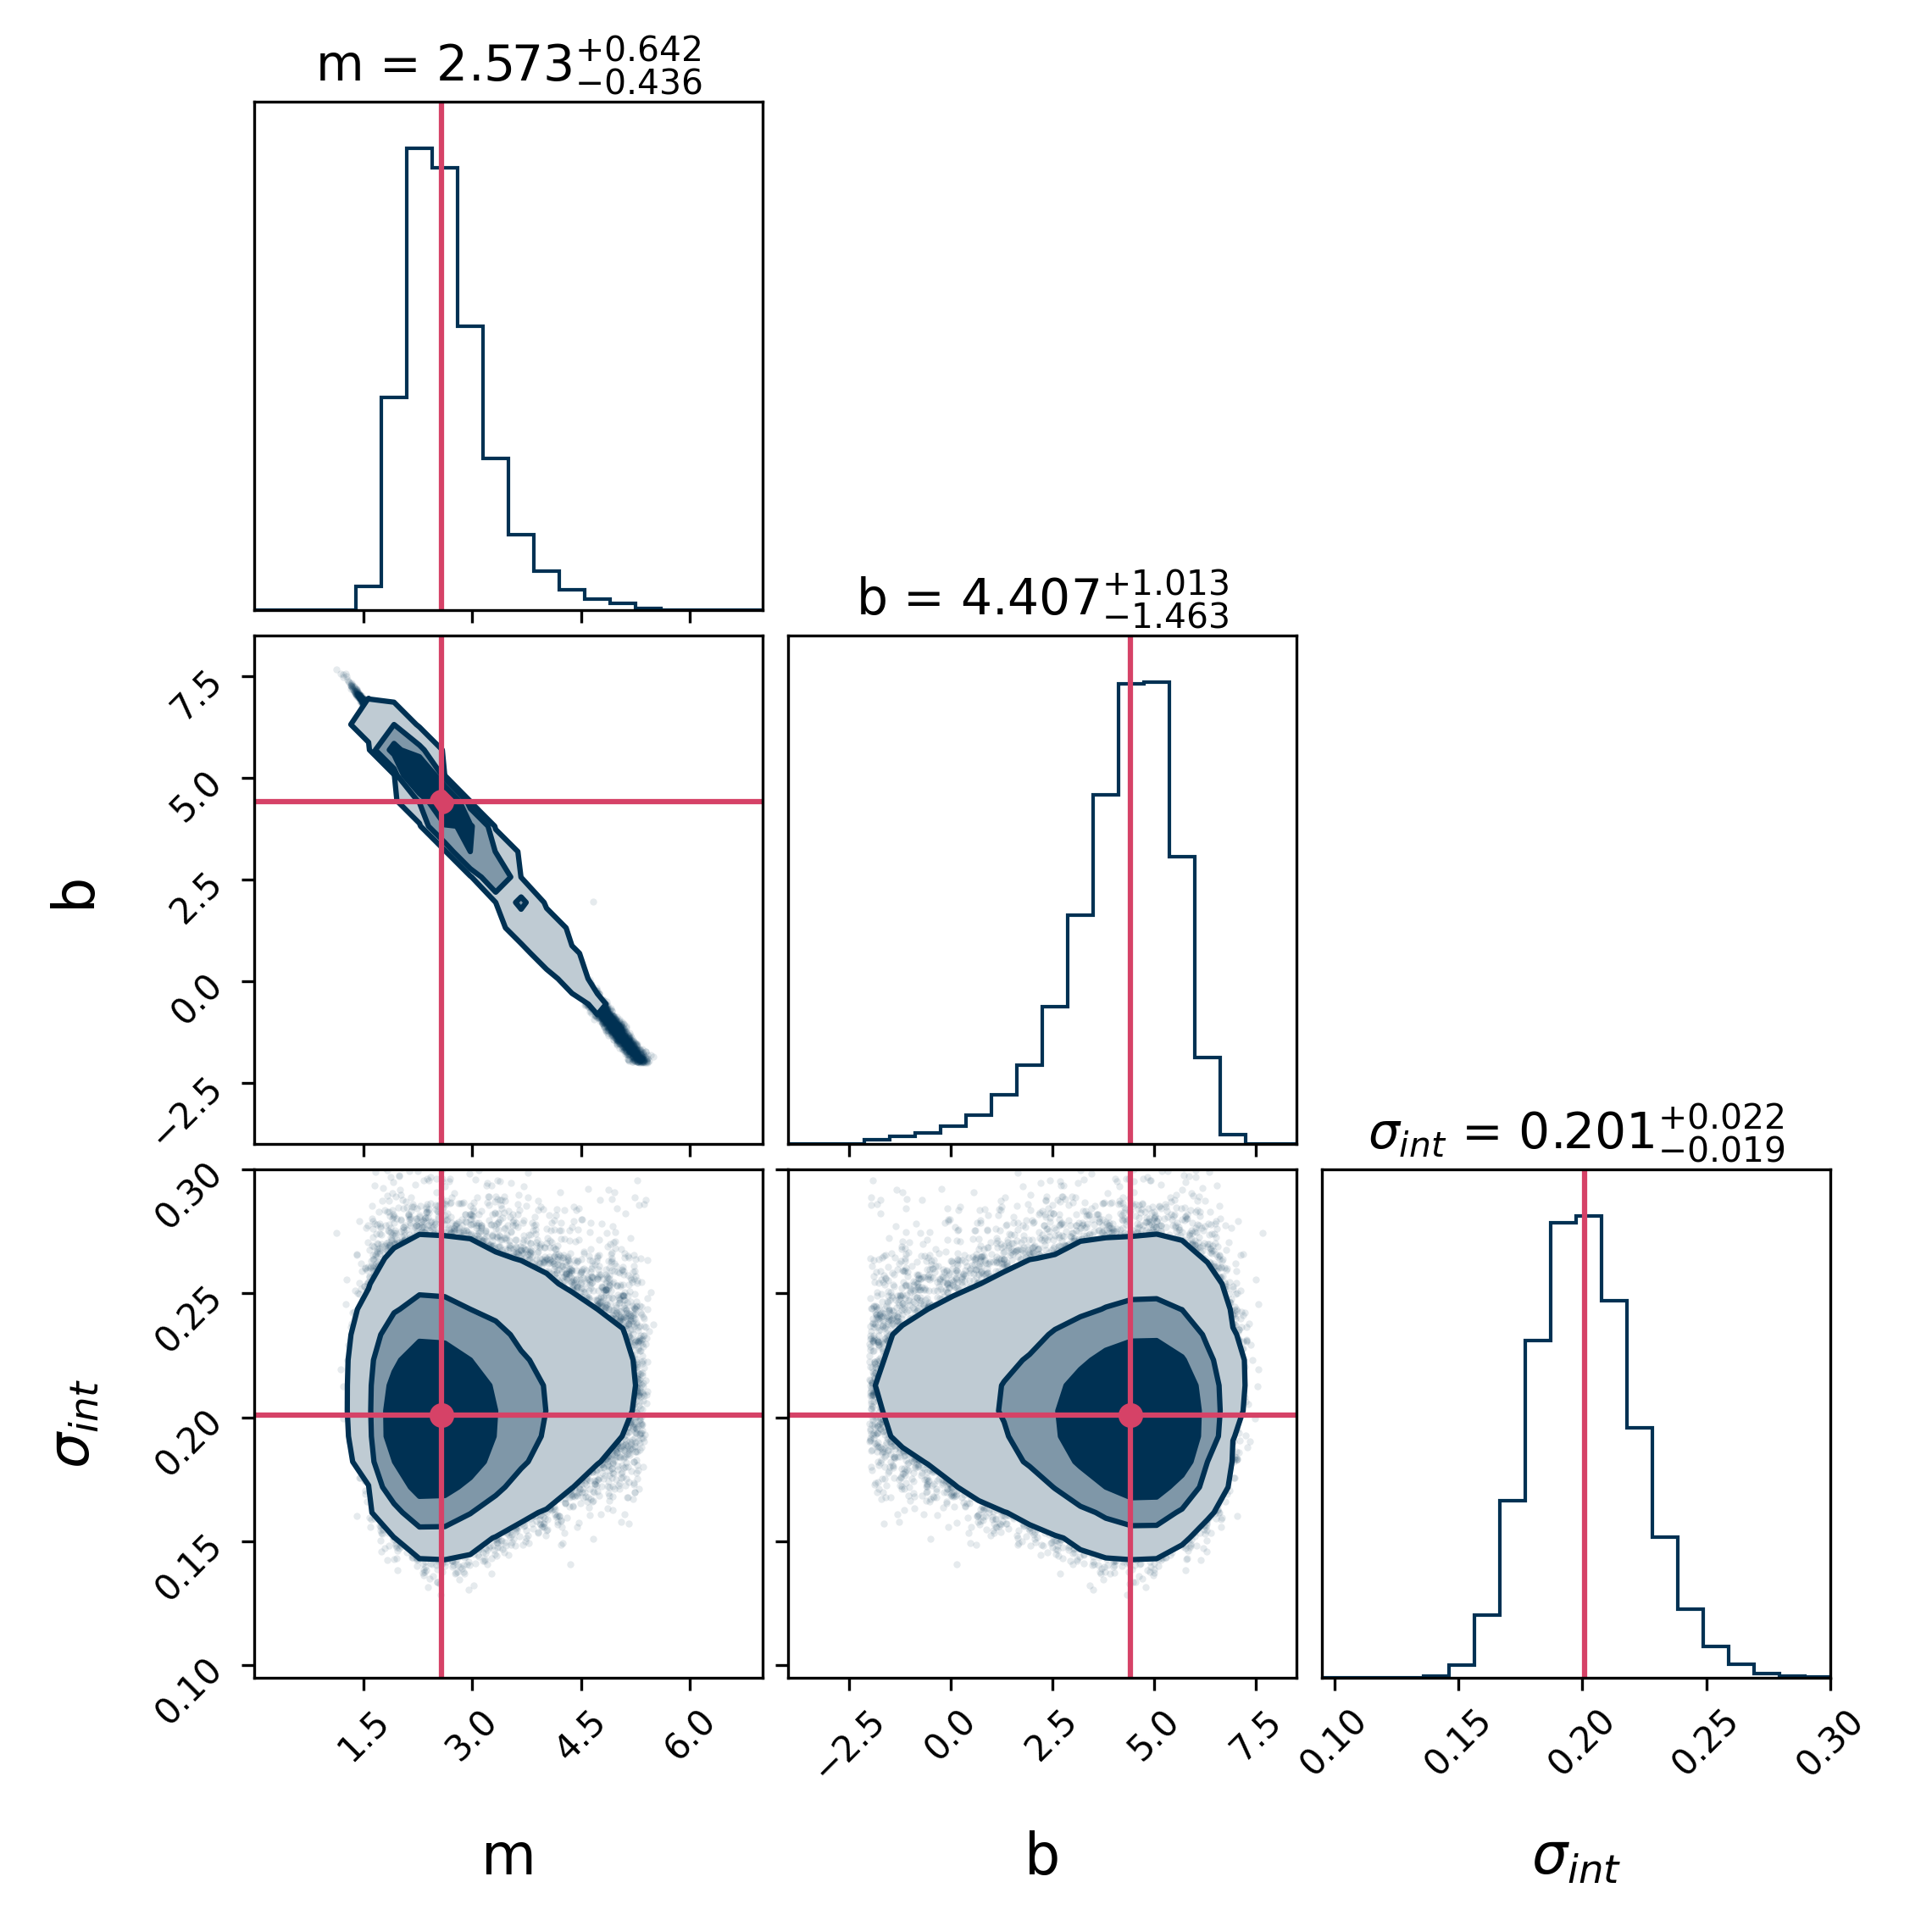 m = 2.573 +0.642 −0.436
b = 4.407 +1.013 −1.463
7.5
5.0
2.5
0.0
−2.5
b
σint = 0.201 +0.022 −0.019
0.30
0.25
0.20
0.15
0.10
σint
1.5 3.0 4.5 6.0 −2.5 0.0 2.5 5.0 7.5 0.10 0.15 0.20 0.25 0.30
m b σint